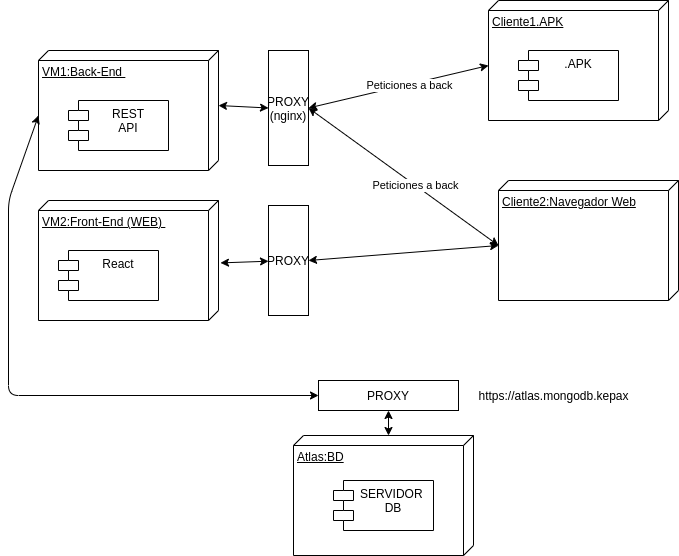 Cliente1.APK
.APK
VM1:Back-End
REST
API
PROXY
(nginx)
Peticiones a back
Peticiones a back
Cliente2:Navegador Web
VM2:Front-End (WEB)
React
PROXY
PROXY
https://atlas.mongodb.kepax
Atlas:BD
SERVIDOR
DB